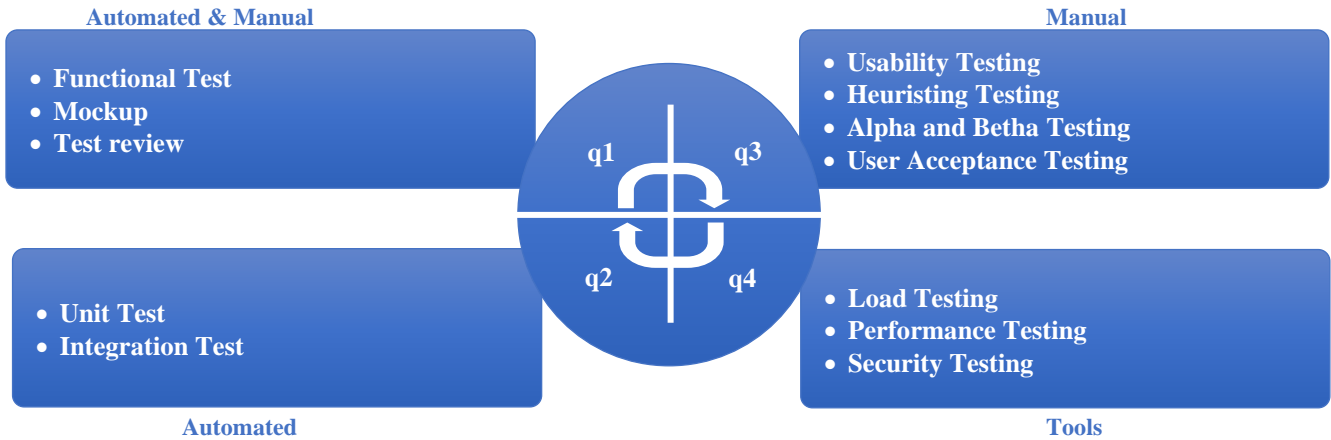 Automated & Manual
• Functional Test
• Mockup
• Test review
Manual
• Usability Testing
• Heuristing Testing
• Alpha and Betha Testing
• User Acceptance Testing
q1
q3
q2
q4
• Unit Test
• Integration Test
Automated
• Load Testing
• Performance Testing
• Security Testing
Tools